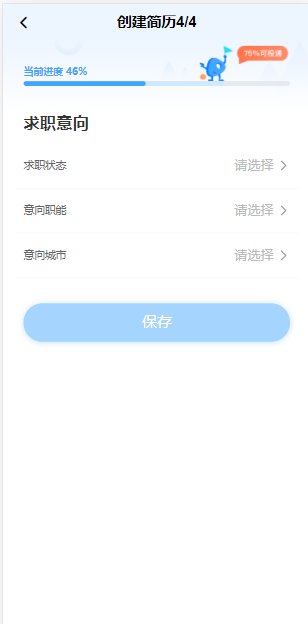 创建简历4/4
75%可投递
当前进度 46%
求职意向
求职状态 请选择
意向职能 请选择
意向城市 请选择
保存